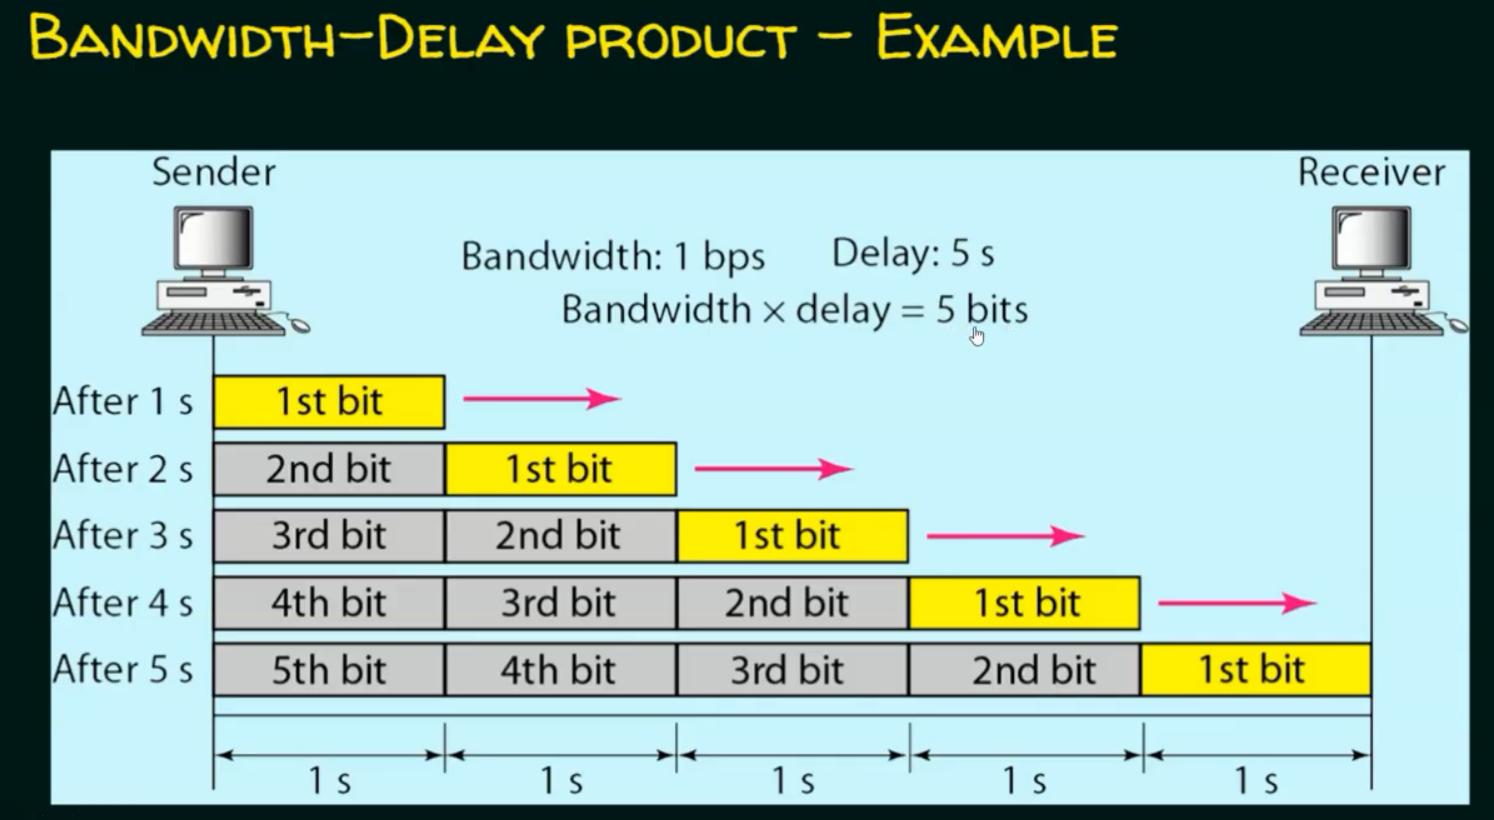 BANDWIDTH-DELAY PRODUCT - EXAMPLE
Sender
Receiver
Bandwidth: 1 bps Delay: 5 s
Bandwidth × delay = 5 bits
After 1 s 1st bit
After 2 s 2nd bit 1st bit
After 3 s 3rd bit 2nd bit 1st bit
After 4 s 4th bit 3rd bit 2nd bit 1st bit
After 5 s 5th bit 4th bit 3rd bit 2nd bit 1st bit
1 s 1 s 1 s 1 s 1 s